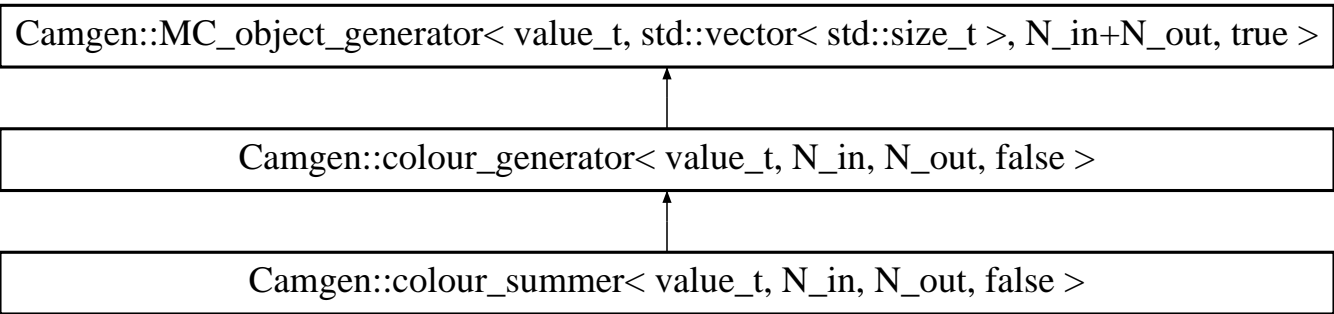 Camgen::MC_object_generator< value_t, std::vector< std::size_t >, N_in+N_out, true >
Camgen::colour_generator< value_t, N_in, N_out, false >
Camgen::colour_summer< value_t, N_in, N_out, false >